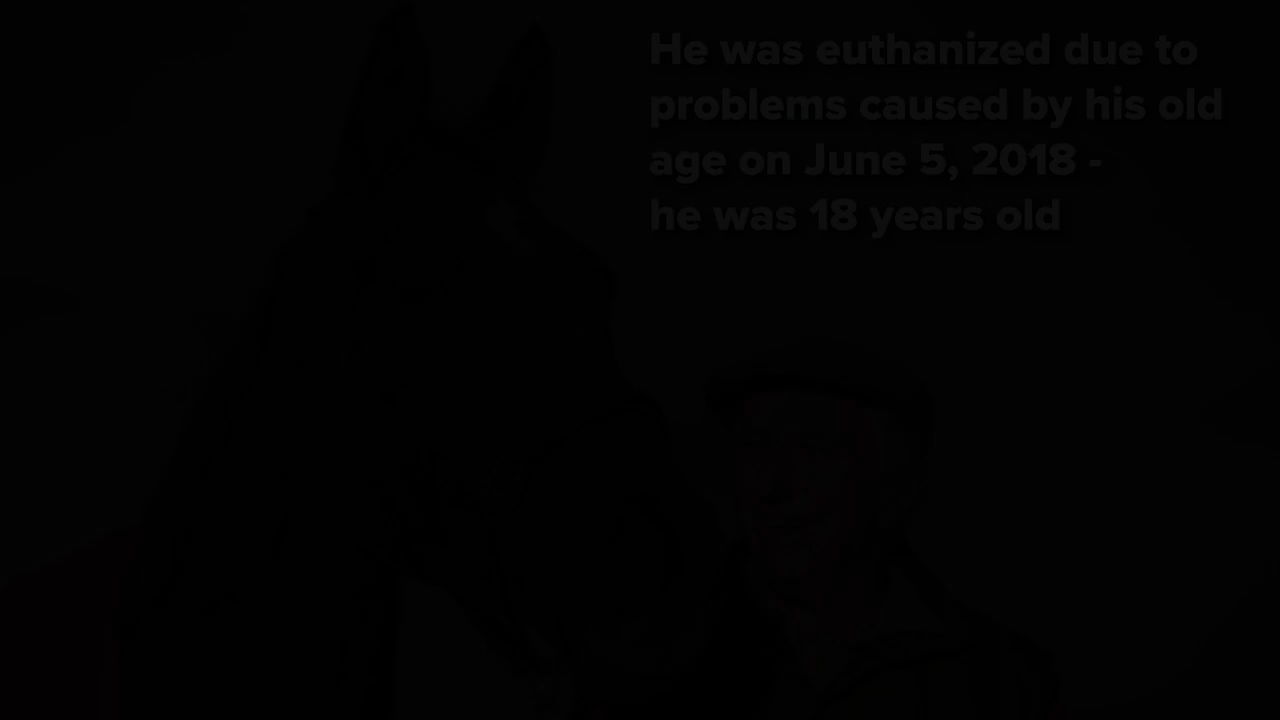 He was euthanized due to
problems caused by his old
age on June 5, 2018 -
he was 18 years old